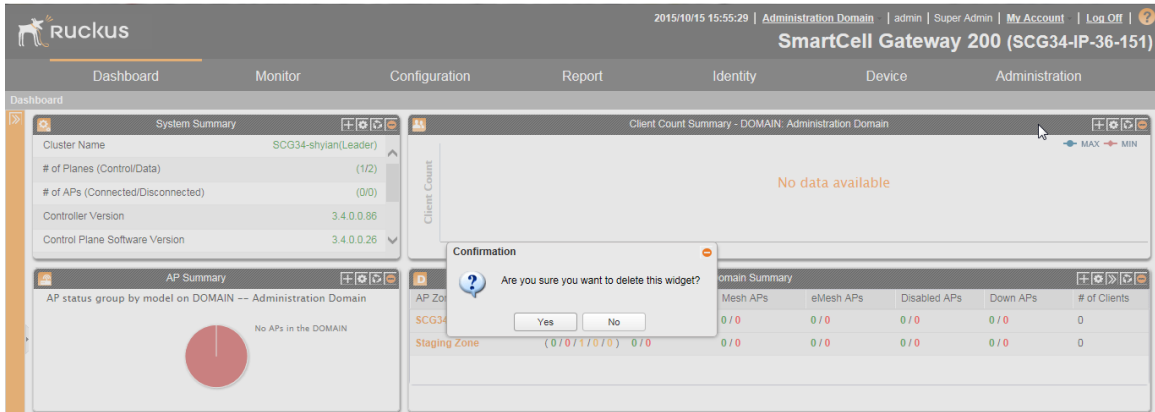 Ruckus
2015/10/15 15:55:29 | Administration Domain | admin | Super Admin | My Account | Log Off | ?
SmartCell Gateway 200 (SCG34-IP-36-151)
Dashboard Monitor Configuration Report Identity Device Administration
Dashboard
System Summary
Cluster Name SCG34-shyian(Leader)
# of Planes (Control/Data) (1/2)
# of APs (Connected/Disconnected) (0/0)
Controller Version 3.4.0.0.86
Control Plane Software Version 3.4.0.0.26
Client Count Summary - DOMAIN: Administration Domain
MAX MIN
Client Count
No data available
Confirmation
? Are you sure you want to delete this widget?
Yes No
AP Summary
AP status group by model on DOMAIN -- Administration Domain
No APs in the DOMAIN
D omain Summary
AP Zo Mesh APs eMesh APs Disabled APs Down APs # of Clients
SCG34 0 / 0 0 / 0 0 / 0 0 / 0 0
Staging Zone ( 0 / 0 / 1 / 0 / 0 ) 0 / 0 0 / 0 0 / 0 0 / 0 0 / 0 0